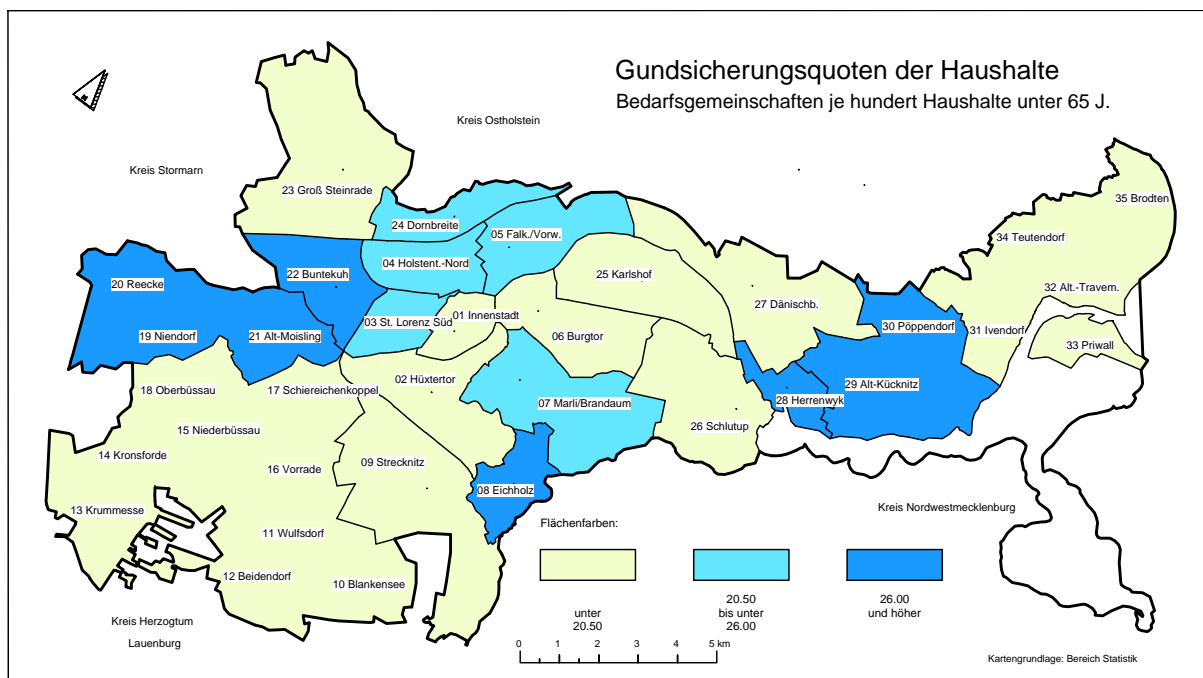 Gundsicherungsquoten der Haushalte
Bedarfsgemeinschaften je hundert Haushalte unter 65 J.
Kreis Ostholstein
Kreis Stormarn
23 Groß Steinrade
35 Brodten
24 Dornbreite
05 Falk./Vorw.
34 Teutendorf
04 Holstent.-Nord
22 Buntekuh
25 Karlshof
20 Reecke
32 Alt.-Travem.
27 Dänischb.
01 Innenstadt
03 St. Lorenz Süd
30 Pöppendorf
31 Ivendorf
19 Niendorf
21 Alt-Moisling
06 Burgtor
33 Priwall
02 Hüxtertor
29 Alt-Kücknitz
18 Oberbüssau
17 Schiereichenkoppel
28 Herrenwyk
07 Marli/Brandaum
26 Schlutup
15 Niederbüssau
14 Kronsforde
09 Strecknitz
16 Vorrade
08 Eichholz
13 Krummesse
Kreis Nordwestmecklenburg
11 Wulfsdorf
Flächenfarben:
12 Beidendorf
10 Blankensee
unter
20.50
20.50
bis unter
26.00
26.00
und höher
Kreis Herzogtum
Lauenburg
0 1 2 3 4 5 km
Kartengrundlage: Bereich Statistik